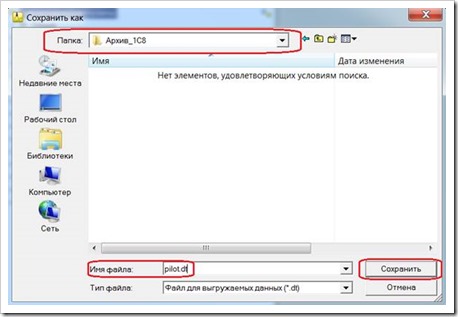 Сохранить как
Папка: Архив_1С8
Имя Дата изменения
Нет элементов, удовлетворяющих условиям поиска.
Недавние места
Рабочий стол
Библиотеки
Компьютер
Сеть
Имя файла: pilot.dt Сохранить
Тип файла: Файл для выгружаемых данных (*.dt) Отмена